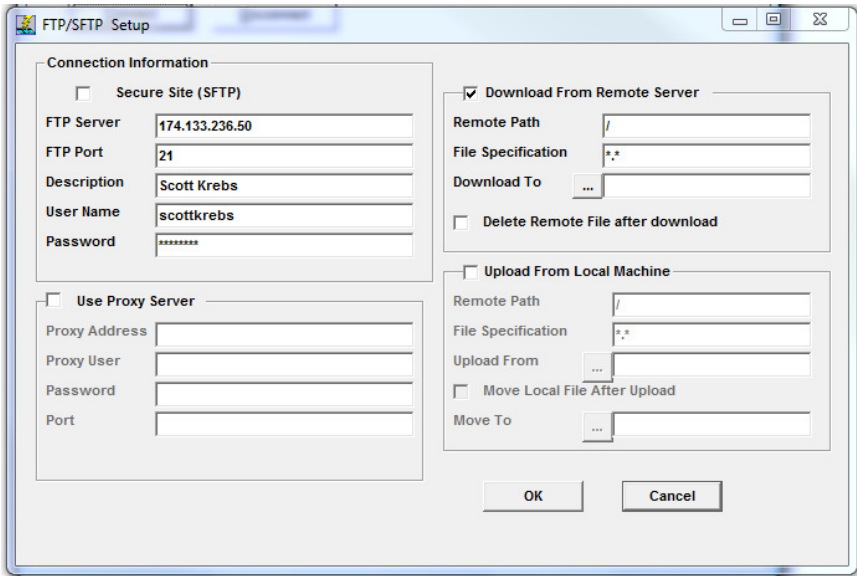 FTP/SFTP Setup
Connection Information
Secure Site (SFTP)
FTP Server 174.133.236.50
FTP Port 21
Description Scott Krebs
User Name scottkrebs
Password ********
Use Proxy Server
Proxy Address
Proxy User
Password
Port
Download From Remote Server
Remote Path /
File Specification *.*
Download To ...
Delete Remote File after download
Upload From Local Machine
Remote Path /
File Specification *.*
Upload From ...
Move Local File After Upload
Move To ...
OK Cancel